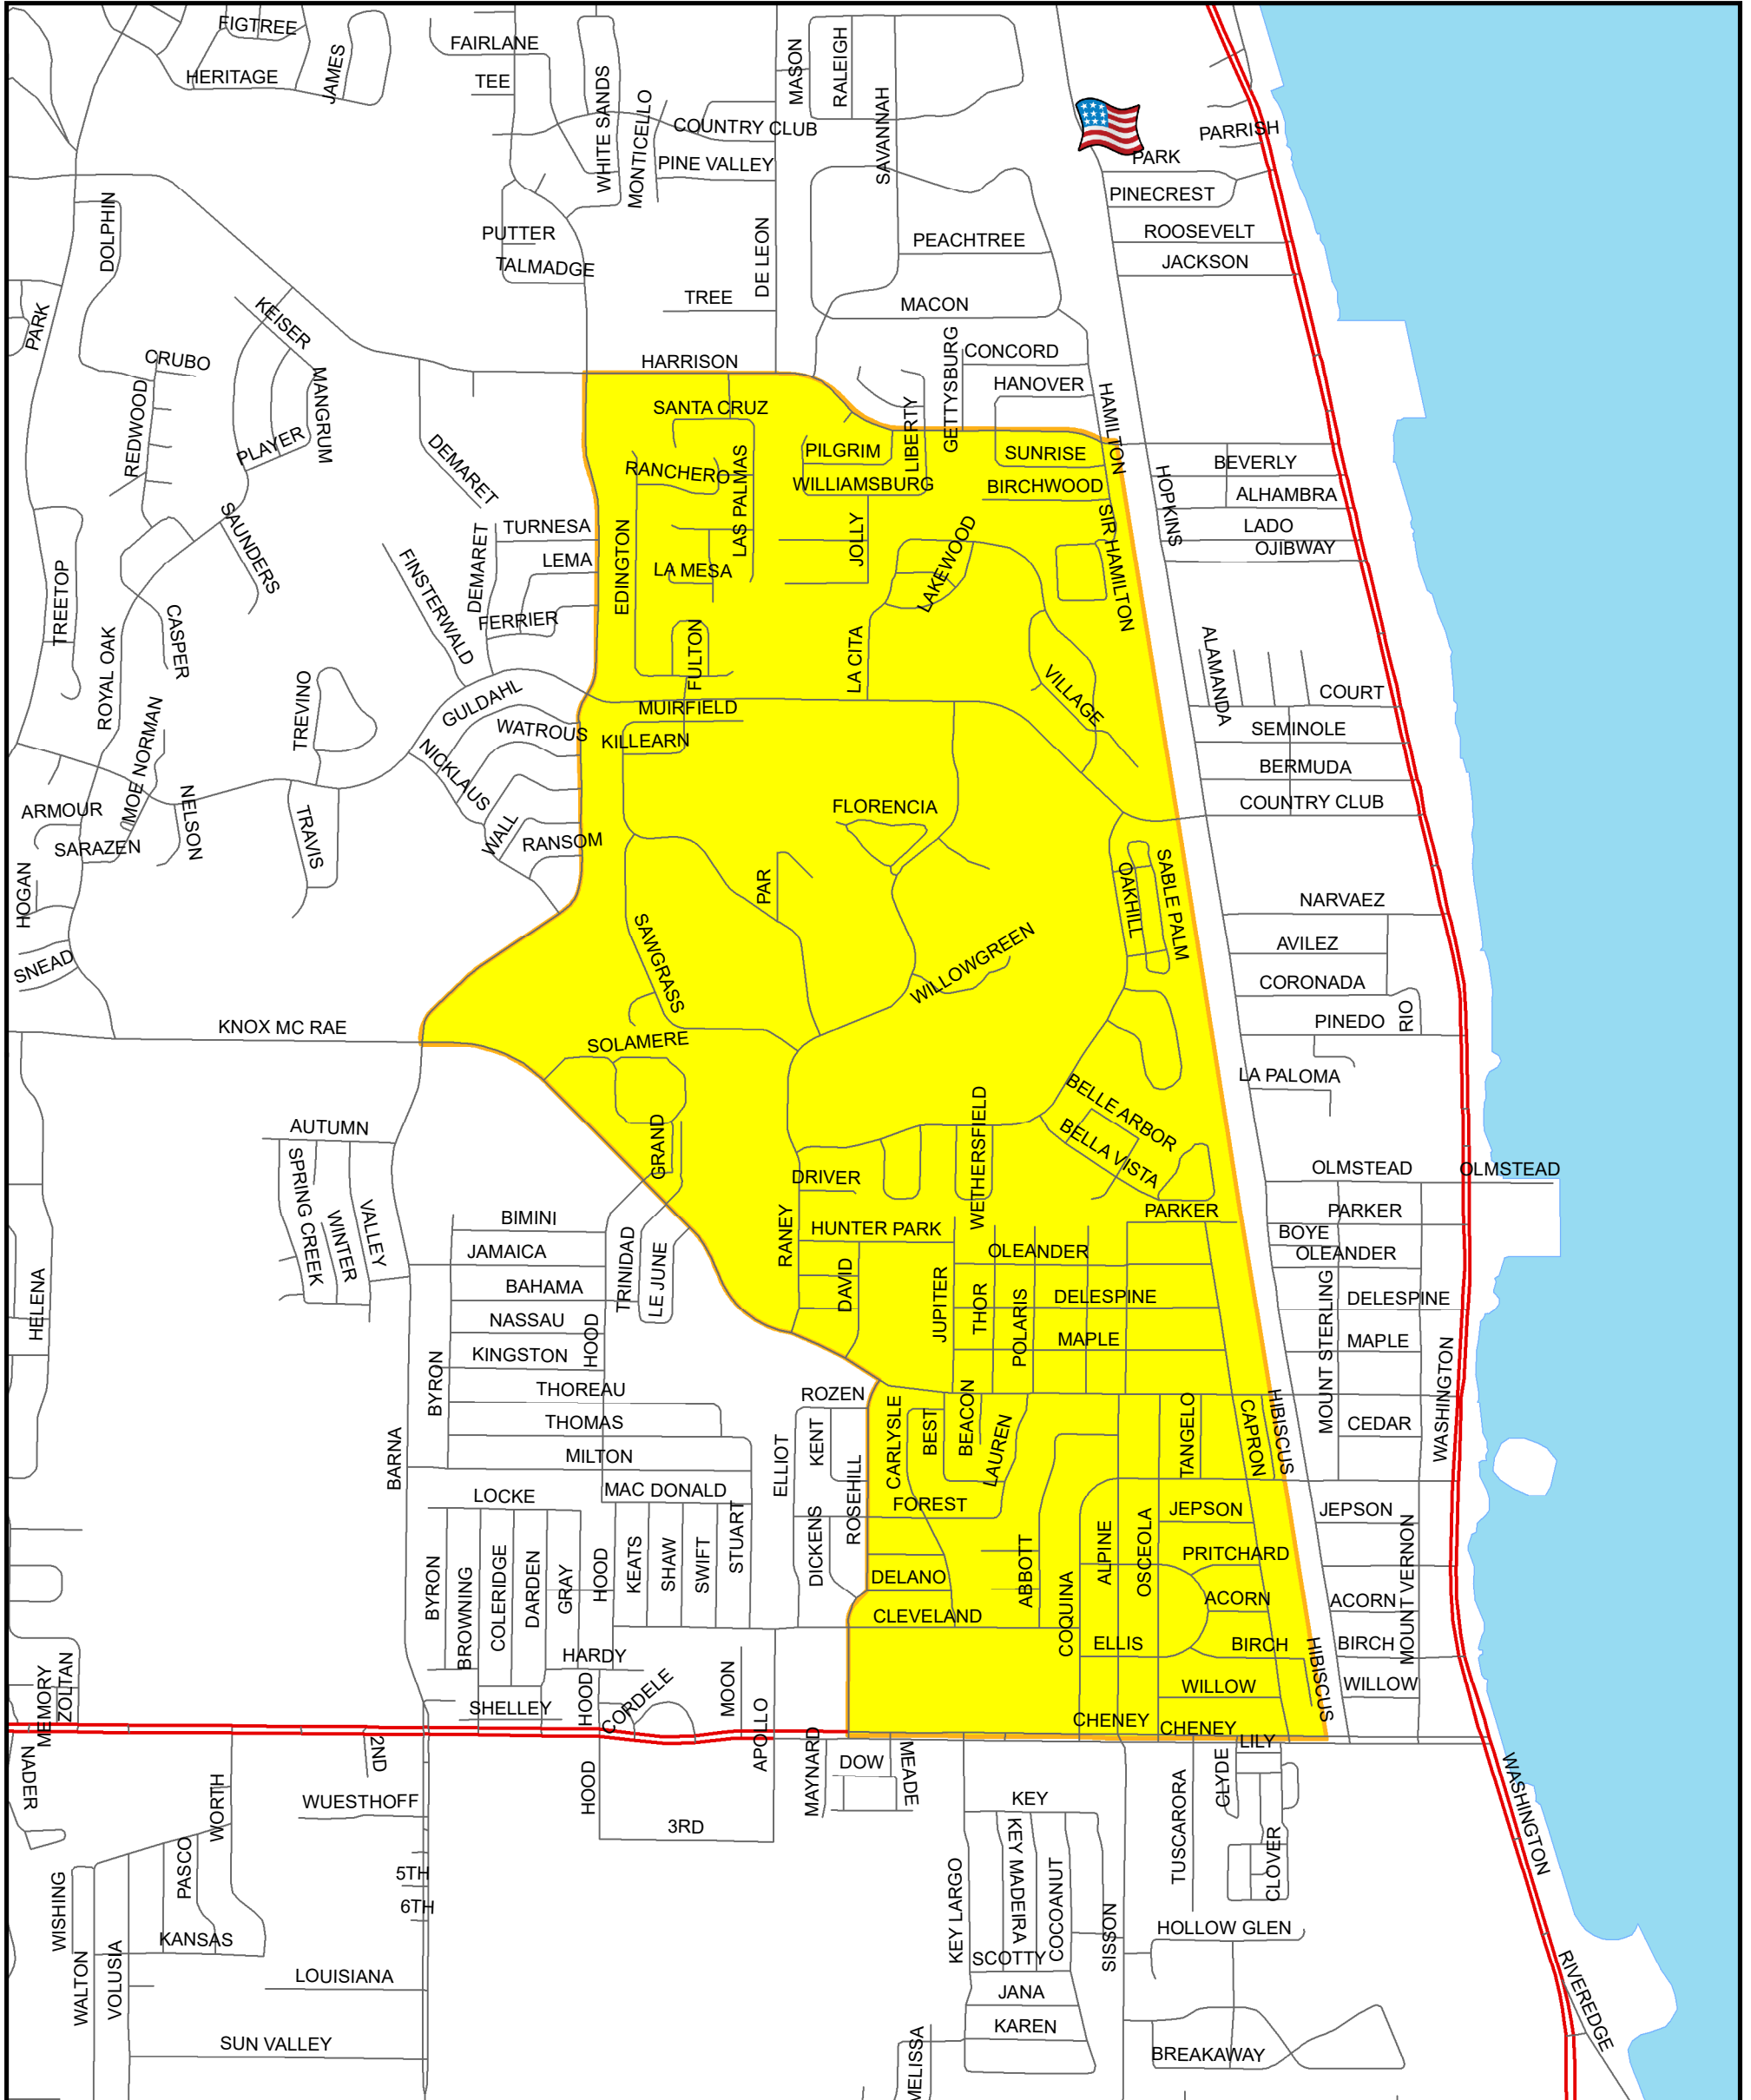 FIGTREE
HERITAGE
JAMES
FAIRLANE
TEE
WHITE SANDS
MONTICELLO
COUNTRY CLUB
PINE VALLEY
MASON
RALEIGH
SAVANNAH
PARRISH
PARK
PINECREST
ROOSEVELT
JACKSON
DOLPHIN
PUTTER
TALMADGE
DE LEON
PEACHTREE
TREE
MACON
PARK
KEISER
CRUBO
MANGRUM
REDWOOD
PLAYER
HARRISON
GETTYSBURG
CONCORD
HANOVER
HAMILTON
SANTA CRUZ
LIBERTY
PILGRIM
SUNRISE
BEVERLY
DEMARET
RANCHERO
LAS PALMAS
WILLIAMSBURG
BIRCHWOOD
HOPKINS
ALHAMBRA
SAUNDERS
TURNESA
LADO
OJIBWAY
LEMA
EDINGTON
JOLLY
LAKEWOOD
SIR HAMILTON
TREETOP
FINSTERWALD
DEMARET
LA MESA
FERRIER
CASPER
ROYAL OAK
FULTON
LA CITA
ALAMANDA
COURT
TREVINO
GULDAHL
VILLAGE
MUIRFIELD
SEMINOLE
WATROUS
KILLEARN
MOE NORMAN
NICKLAUS
BERMUDA
ARMOUR
NELSON
TRAVIS
FLORENCIA
COUNTRY CLUB
WALL
RANSOM
SARAZEN
HOGAN
PAR
OAKHILL
SABLE PALM
NARVAEZ
SNEAD
SAWGRASS
WILLOWGREEN
AVILEZ
CORONADA
RIO
PINEDO
KNOX MC RAE
SOLAMERE
LA PALOMA
BELLE ARBOR
BELLA VISTA
AUTUMN
GRAND
WETHERSFIELD
OLMSTEAD
OLMSTEAD
SPRING CREEK
WINTER
VALLEY
DRIVER
PARKER
PARKER
BIMINI
HUNTER PARK
BOYE
JAMAICA
TRINIDAD
LE JUNE
RANEY
OLEANDER
OLEANDER
HELENA
BAHAMA
DAVID
JUPITER
THOR
POLARIS
DELESPINE
MOUNT STERLING
DELESPINE
NASSAU
HOOD
MAPLE
MAPLE
KINGSTON
BYRON
WASHINGTON
THOREAU
ROZEN
CARLYSLE
BEST
BEACON
LAUREN
TANGELO
CAPRON
HIBISCUS
CEDAR
THOMAS
KENT
BARNA
MILTON
ELLIOT
ROSEHILL
MAC DONALD
LOCKE
FOREST
JEPSON
JEPSON
STUART
DICKENS
MOUNT VERNON
BYRON
BROWNING
COLERIDGE
DARDEN
GRAY
HOOD
KEATS
SHAW
SWIFT
DELANO
ABBOTT
COQUINA
ALPINE
OSCEOLA
PRITCHARD
ACORN
ACORN
CLEVELAND
ELLIS
BIRCH
BIRCH
HARDY
HIBISCUS
MEMORY
ZOLTAN
HOOD
CORDELE
MOON
APOLLO
WILLOW
WILLOW
SHELLEY
CHENEY
CHENEY
LILY
NADER
2ND
MAYNARD
DOW
MEADE
CLYDE
WASHINGTON
WORTH
WUESTHOFF
HOOD
KEY
TUSCARORA
3RD
PASCO
KEY LARGO
KEY MADEIRA
COCOANUT
CLOVER
5TH
WISHING
6TH
SISSON
HOLLOW GLEN
KANSAS
SCOTTY
RIVEREDGE
WALTON
VOLUSIA
LOUISIANA
JANA
KAREN
SUN VALLEY
MELISSA
BREAKAWAY